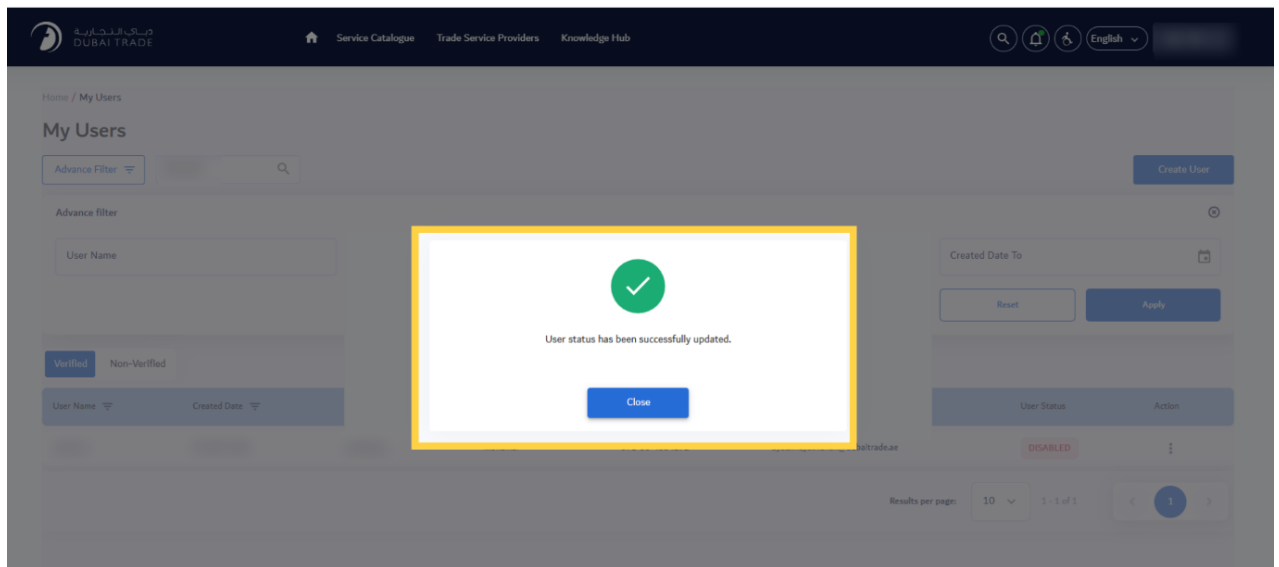 دبي التجارية
DUBAI TRADE
Service Catalogue Trade Service Providers Knowledge Hub English
Home / My Users
My Users
Advance Filter Create User
Advance filter
User Name Created Date To
Reset Apply
User status has been successfully updated.
Verified Non-Verified
Close
User Name Created Date User Status Action
DISABLED
Results per page: 10 1 - 1 of 1 1